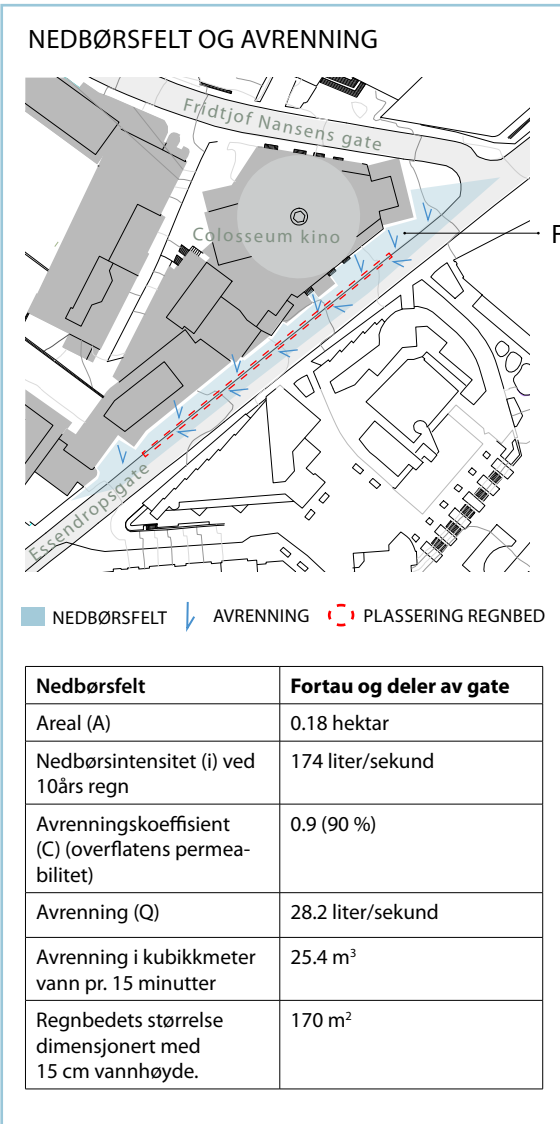 NEDBØRSFELT OG AVRENNING
Fridtjof Nansens gate
Colosseum kino
F
Essendropsgate
NEDBØRSFELT AVRENNING PLASSERING REGNBED
Nedbørsfelt Fortau og deler av gate
Areal (A) 0.18 hektar
Nedbørsintensitet (i) ved 174 liter/sekund
10års regn
Avrenningskoeffisient 0.9 (90 %)
(C) (overflatens permea-
bilitet)
Avrenning (Q) 28.2 liter/sekund
Avrenning i kubikkmeter 25.4 m³
vann pr. 15 minutter
Regnbedets størrelse 170 m²
dimensjonert med
15 cm vannhøyde.